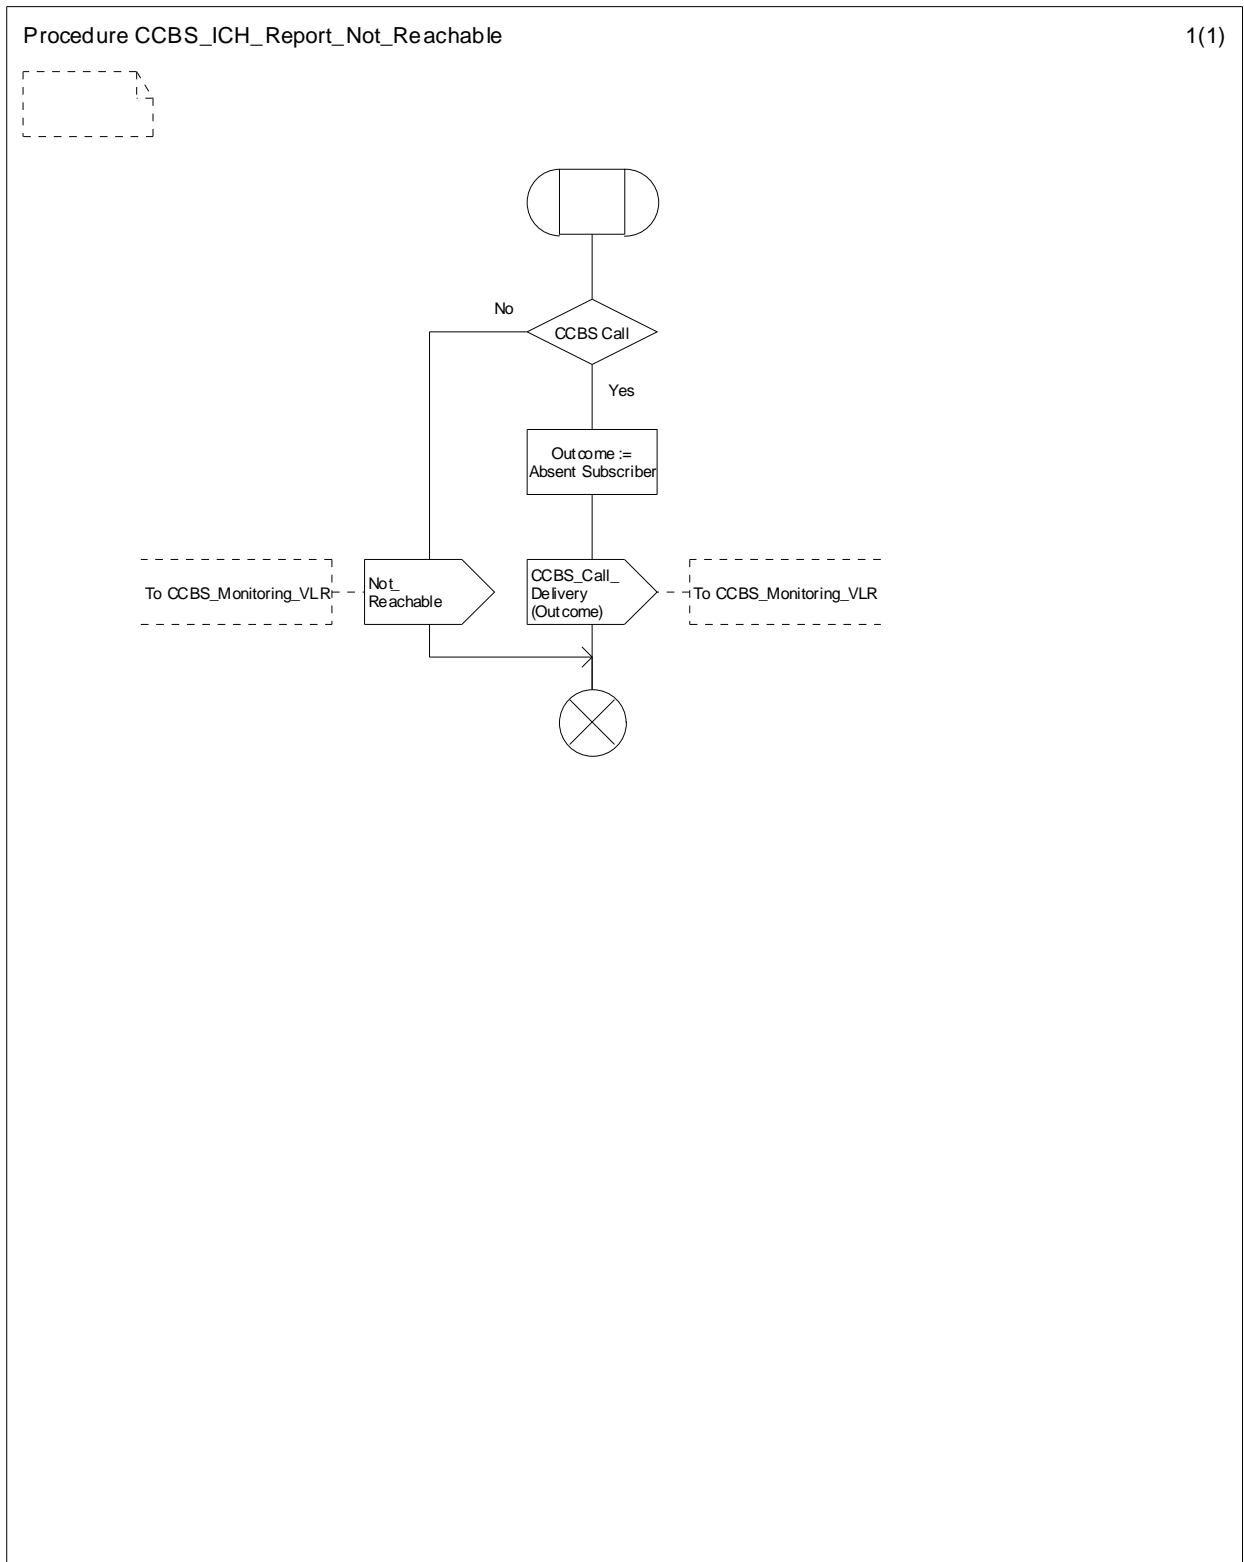 Procedure CCBS_ICH_Report_Not_Reachable
1(1)
No
CCBS Call
Yes
Outcome :=
Absent Subscriber
To CCBS_Monitoring_VLR
Not_
Reachable
CCBS_Call_
Delivery
(Outcome)
To CCBS_Monitoring_VLR